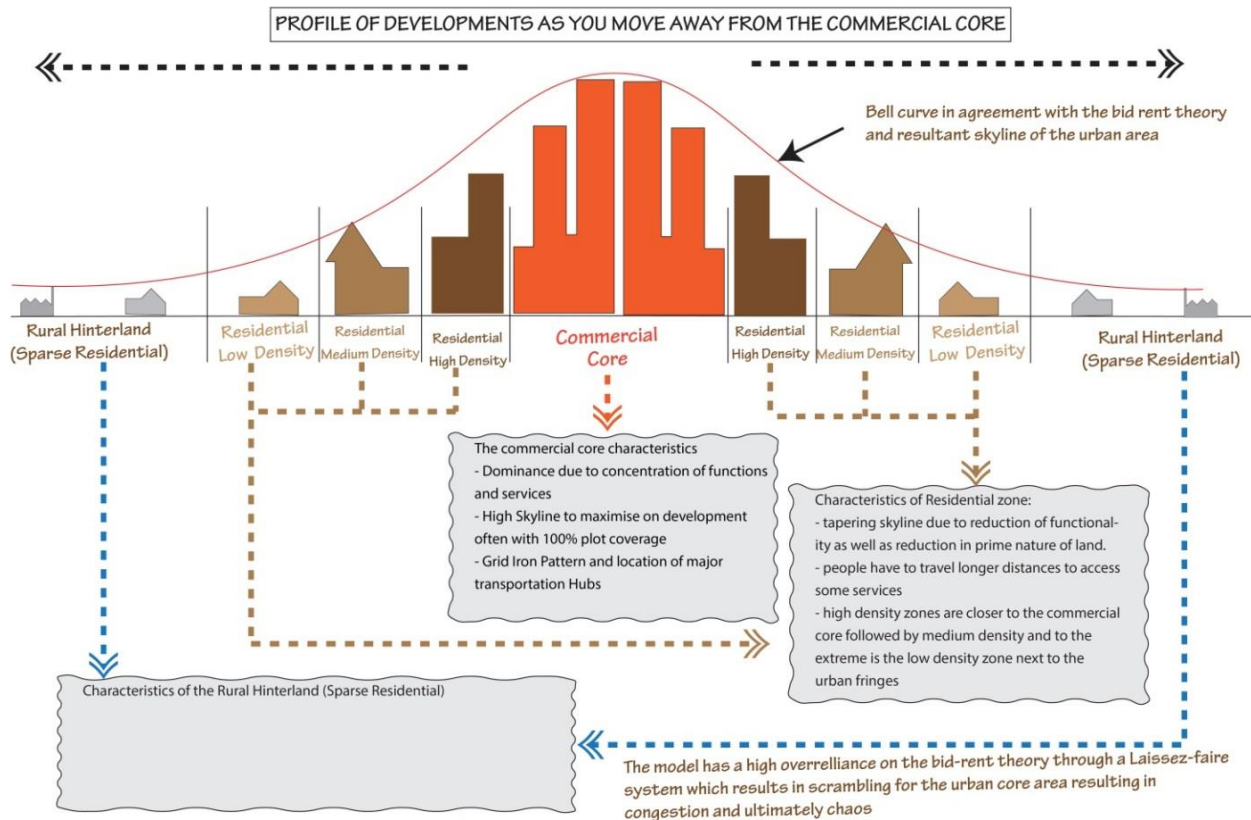 PROFILE OF DEVELOPMENTS AS YOU MOVE AWAY FROM THE COMMERCIAL CORE
Bell curve in agreement with the bid rent theory
and resultant skyline of the urban area
Rural Hinterland
(Sparse Residential)
Residential
Low Density
Residential
Medium Density
Residential
High Density
Commercial
Core
Residential
High Density
Residential
Medium Density
Residential
Low Density
Rural Hinterland
(Sparse Residential)
The commercial core characteristics
- Dominance due to concentration of functions
and services
- High Skyline to maximise on development
often with 100% plot coverage
- Grid Iron Pattern and location of major
transportation Hubs
Characteristics of Residential zone:
- tapering skyline due to reduction of functional-
ity as well as reduction in prime nature of land.
- people have to travel longer distances to access
some services
- high density zones are closer to the commercial
core followed by medium density and to the
extreme is the low density zone next to the
urban fringes
Characteristics of the Rural Hinterland (Sparse Residential)
The model has a high overreliance on the bid-rent theory through a Laissez-faire
system which results in scrambling for the urban core area resulting in
congestion and ultimately chaos